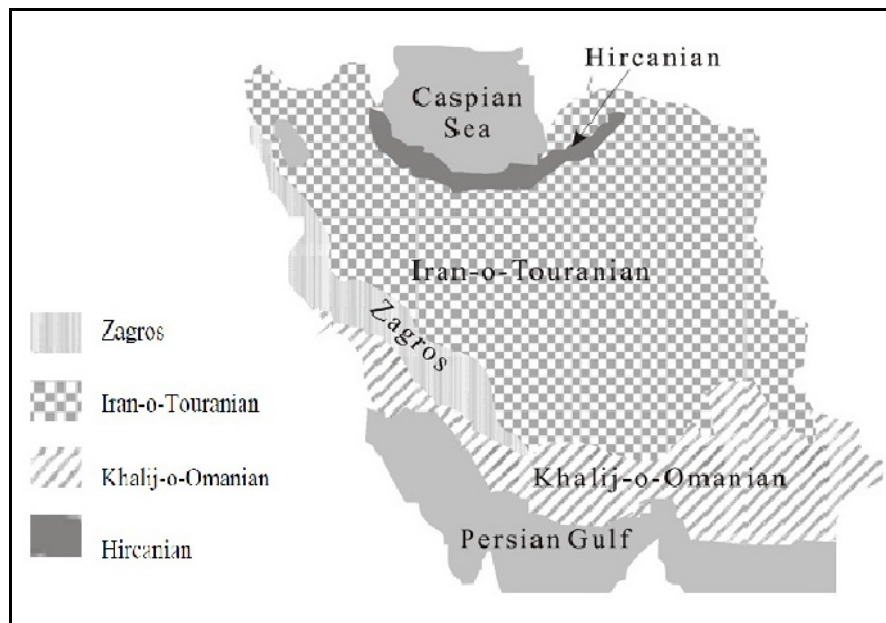 Hircanian
Caspian
Sea
Iran-o-Touranian
Zagros
Khalij-o-Omanian
Persian Gulf
Zagros
Iran-o-Touranian
Khalij-o-Omanian
Hircanian